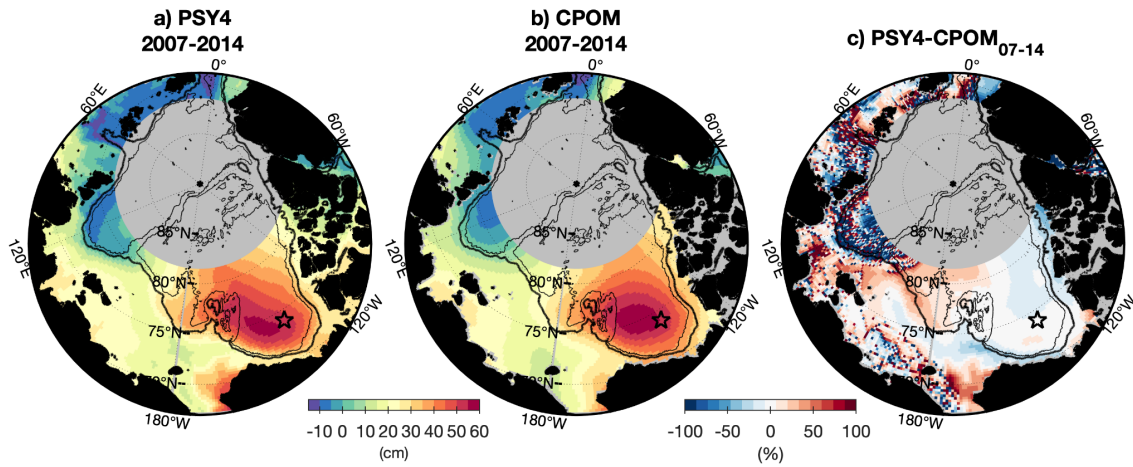 a) PSY4
2007-2014
b) CPOM
2007-2014
c) PSY4-CPOM07-14
0°
60°E
60°W
120°E
120°W
85°N
80°N
75°N
180°W
0°
60°E
60°W
120°E
120°W
85°N
80°N
75°N
180°W
0°
60°E
60°W
120°E
120°W
85°N
80°N
75°N
180°W
-10 0 10 20 30 40 50 60
(cm)
-100 -50 0 50 100
(%)